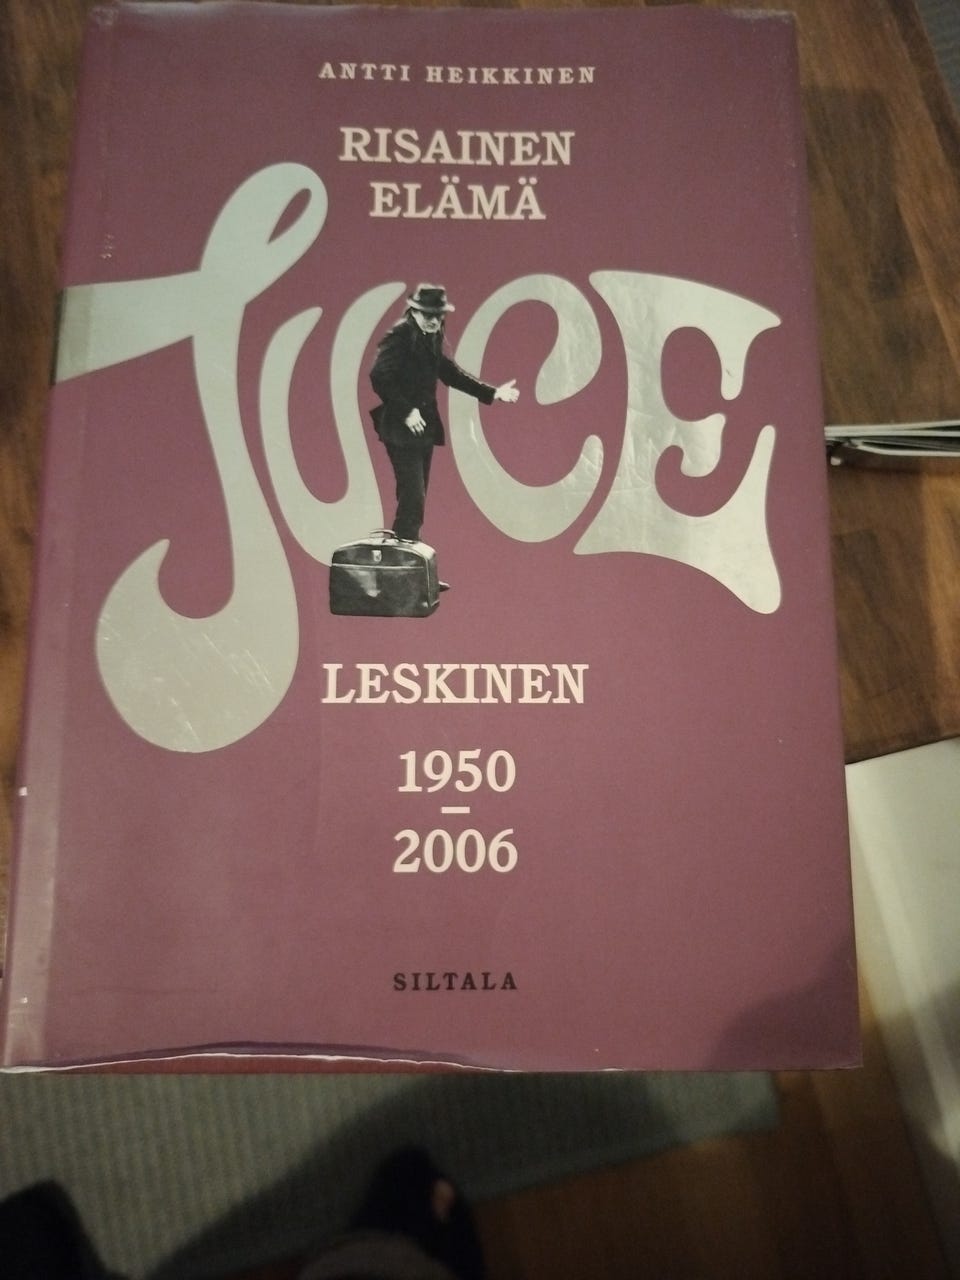 ANTTI HEIKKINEN
RISAINEN
ELÄMÄ
JUICE
LESKINEN
1950
–
2006
SILTALA